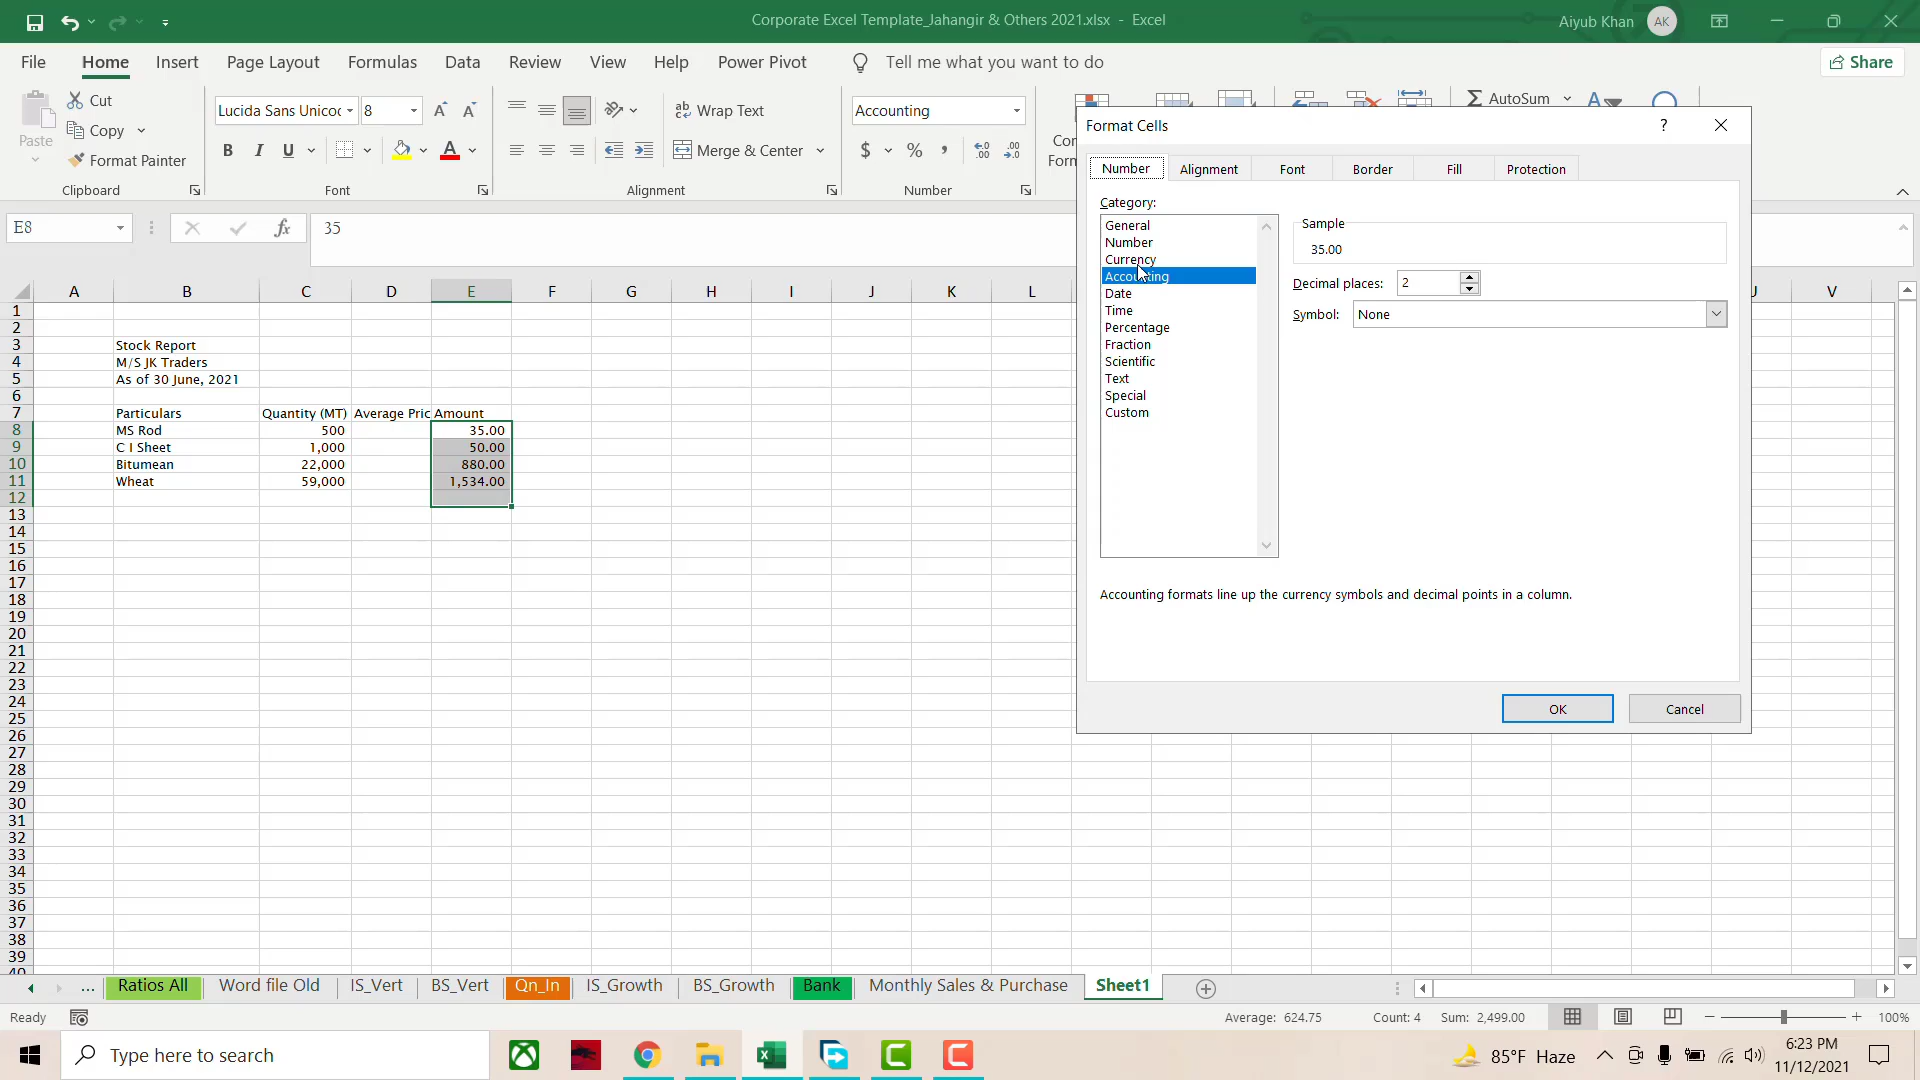 Corporate Excel Template_Jahangir & Others 2021.xlsx - Excel
Aiyub Khan AK
File Home Insert Page Layout Formulas Data Review View Help Power Pivot Tell me what you want to do Share
Paste
Cut
Copy
Format Painter
Clipboard
Lucida Sans Unicoc 8
B I U A
Font
ab Wrap Text
Merge & Center
Alignment
Accounting
$ % ,
Number
AutoSum
E8 fx 35
A B C D E F G H I J K L V
1
2
3 Stock Report
4 M/S JK Traders
5 As of 30 June, 2021
6
7 Particulars Quantity (MT) Average Pric Amount
8 MS Rod 500 35.00
9 C I Sheet 1,000 50.00
10 Bitumean 22,000 880.00
11 Wheat 59,000 1,534.00
12
13
14
15
16
17
18
19
20
21
22
23
24
25
26
27
28
29
30
31
32
33
34
35
36
37
38
39
40
Format Cells ?
Number Alignment Font Border Fill Protection
Category:
General
Number
Currency
Accounting
Date
Time
Percentage
Fraction
Scientific
Text
Special
Custom
Sample
35.00
Decimal places: 2
Symbol: None
Accounting formats line up the currency symbols and decimal points in a column.
OK Cancel
... Ratios All Word file Old IS_Vert BS_Vert Qn_In IS_Growth BS_Growth Bank Monthly Sales & Purchase Sheet1
Ready Average: 624.75 Count: 4 Sum: 2,499.00 100%
Type here to search
85°F Haze
6:23 PM
11/12/2021